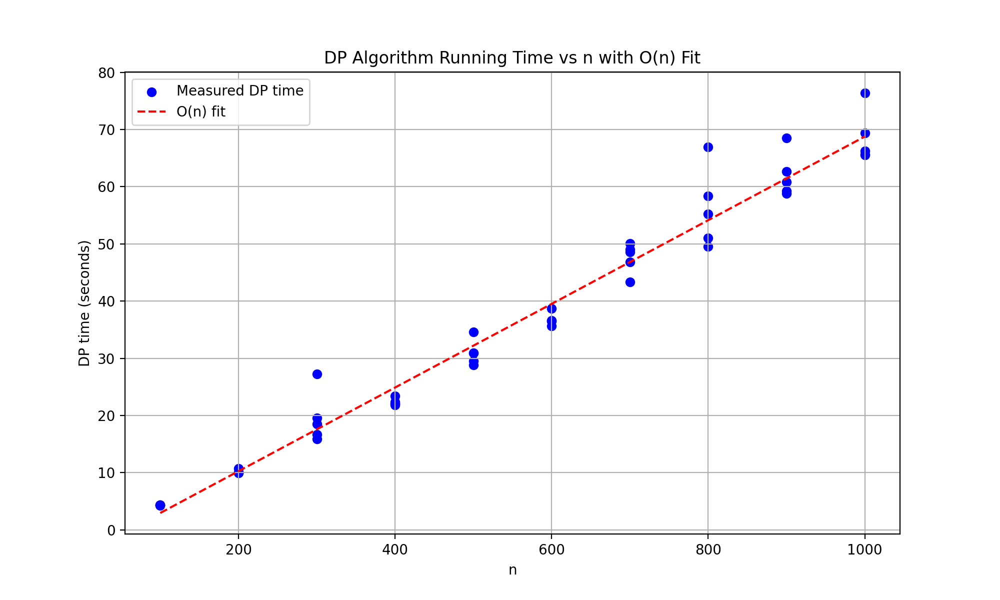 DP Algorithm Running Time vs n with O(n) Fit
Measured DP time
O(n) fit
DP time (seconds)
80
70
60
50
40
30
20
10
0
200 400 600 800 1000
n